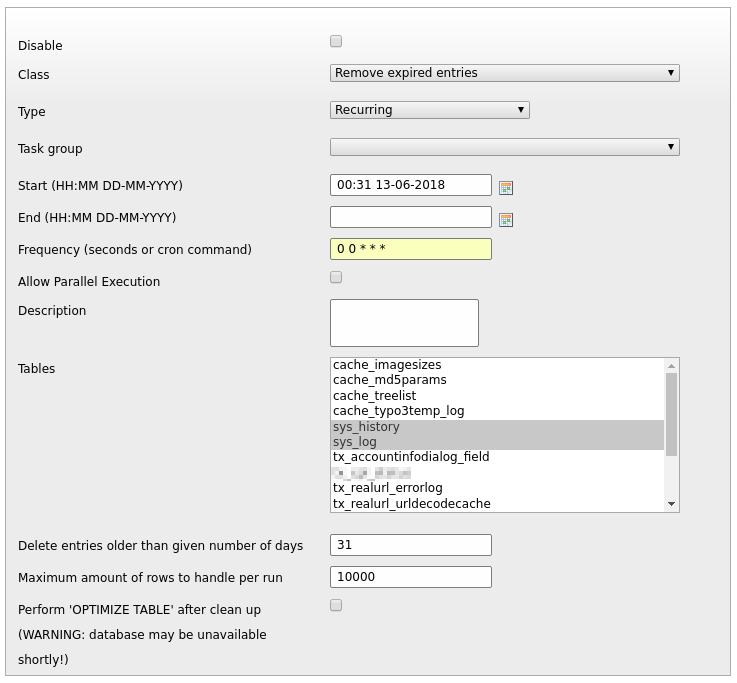 Disable
Class Remove expired entries
Type Recurring
Task group
Start (HH:MM DD-MM-YYYY) 00:31 13-06-2018
End (HH:MM DD-MM-YYYY)
Frequency (seconds or cron command) 0 0 * * *
Allow Parallel Execution
Description
Tables
cache_imagesizes
cache_md5params
cache_treelist
cache_typo3temp_log
sys_history
sys_log
tx_accountinfodialog_field
tx_realurl_errorlog
tx_realurl_urldecodecache
Delete entries older than given number of days 31
Maximum amount of rows to handle per run 10000
Perform 'OPTIMIZE TABLE' after clean up
(WARNING: database may be unavailable
shortly!)